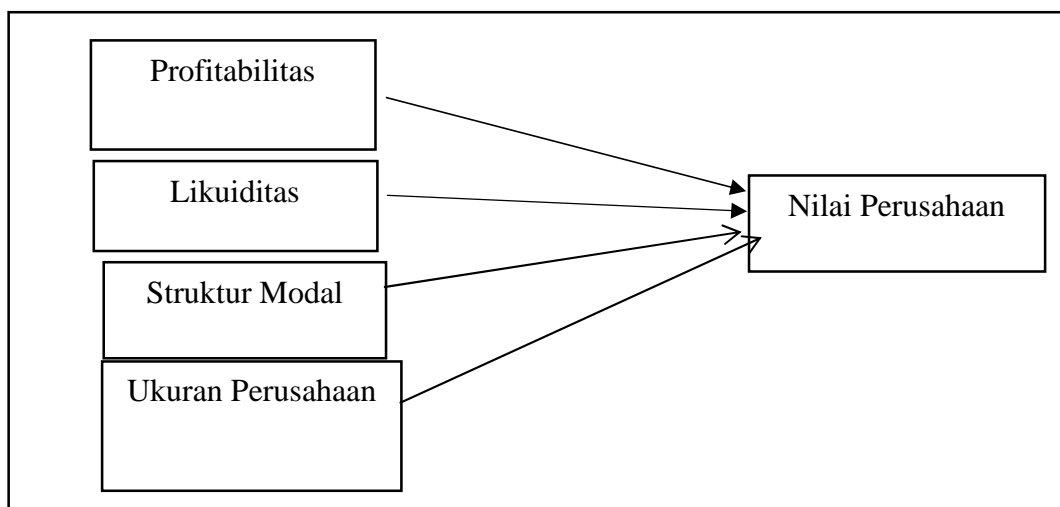 Profitabilitas
Likuiditas
Nilai Perusahaan
Struktur Modal
Ukuran Perusahaan